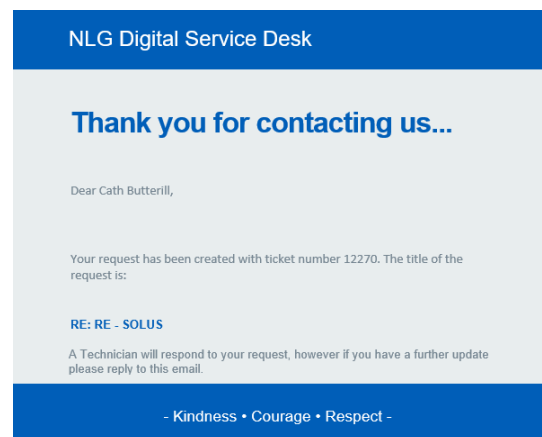 NLG Digital Service Desk
Thank you for contacting us...
Dear Cath Butterill,
Your request has been created with ticket number 12270. The title of the
request is:
RE: RE - SOLUS
A Technician will respond to your request, however if you have a further update
please reply to this email.
- Kindness • Courage • Respect -